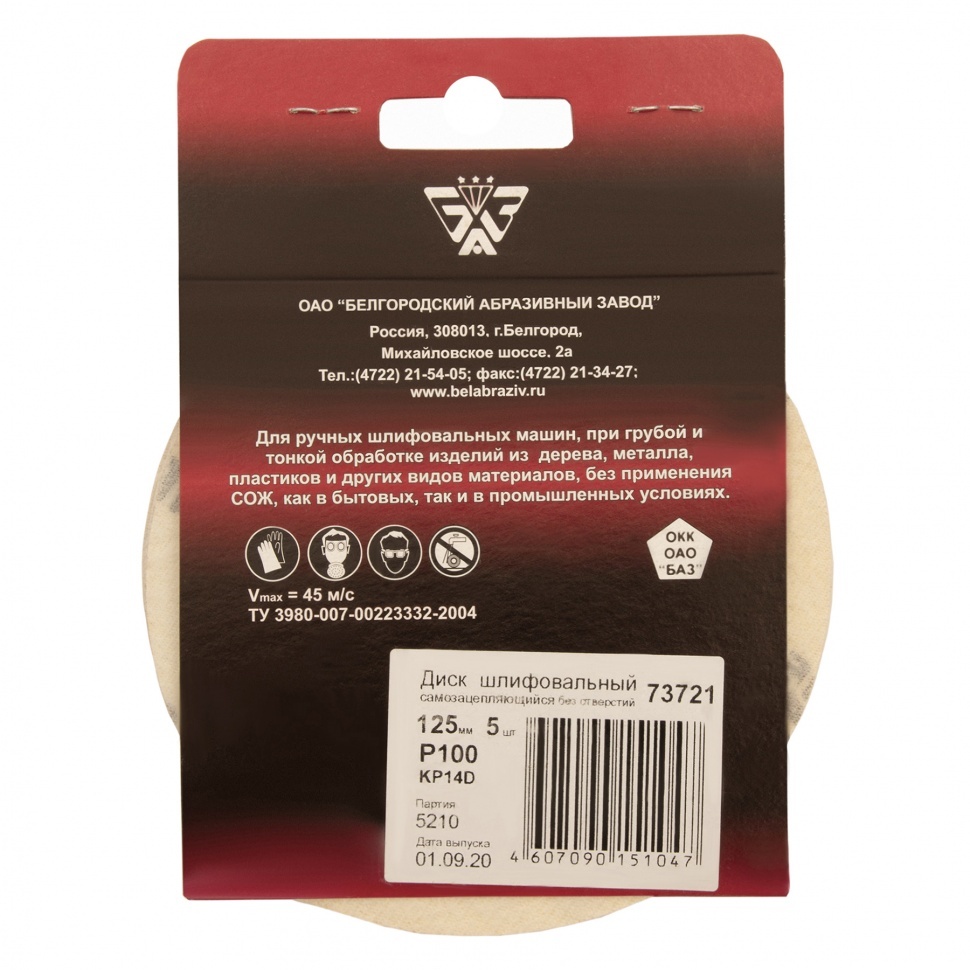 БАЗ
ОАО “БЕЛГОРОДСКИЙ АБРАЗИВНЫЙ ЗАВОД”
Россия, 308013, г.Белгород,
Михайловское шоссе, 2а
Тел.:(4722) 21-54-05; факс:(4722) 21-34-27;
www.belabraziv.ru
Для ручных шлифовальных машин, при грубой и
тонкой обработке изделий из дерева, металла,
пластиков и других видов материалов, без применения
СОЖ, как в бытовых, так и в промышленных условиях.
ОКК
ОАО
“БАЗ”
Vmax = 45 м/с
ТУ 3980-007-00223332-2004
Диск шлифовальный
самозацепляющийся без отверстий
73721
125мм 5 шт
P100
KP14D
Партия
5210
Дата выпуска
01.09.20
4 607090 151047